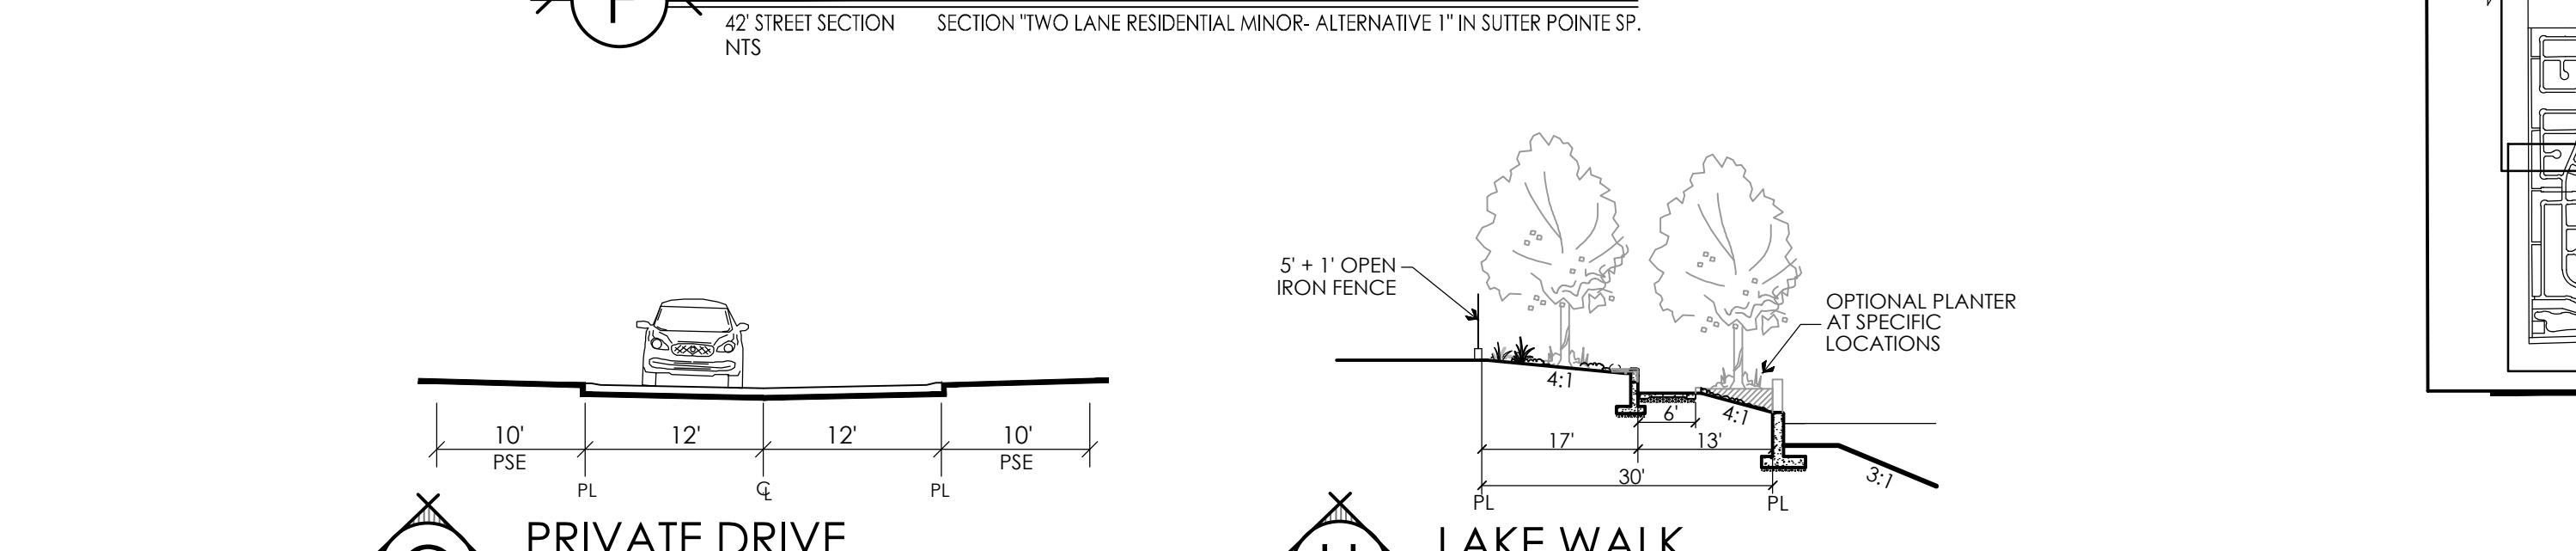 42' STREET SECTION SECTION "TWO LANE RESIDENTIAL MINOR- ALTERNATIVE 1" IN SUTTER POINTE SP.
NTS
5' + 1' OPEN
IRON FENCE
OPTIONAL PLANTER
AT SPECIFIC
LOCATIONS
4:1
6'
4:1
10' 12' 12' 10'
PSE PSE
17' 13'
30'
3:1
PL CL PL
PL PL
PRIVATE DRIVE
LAKE WALK